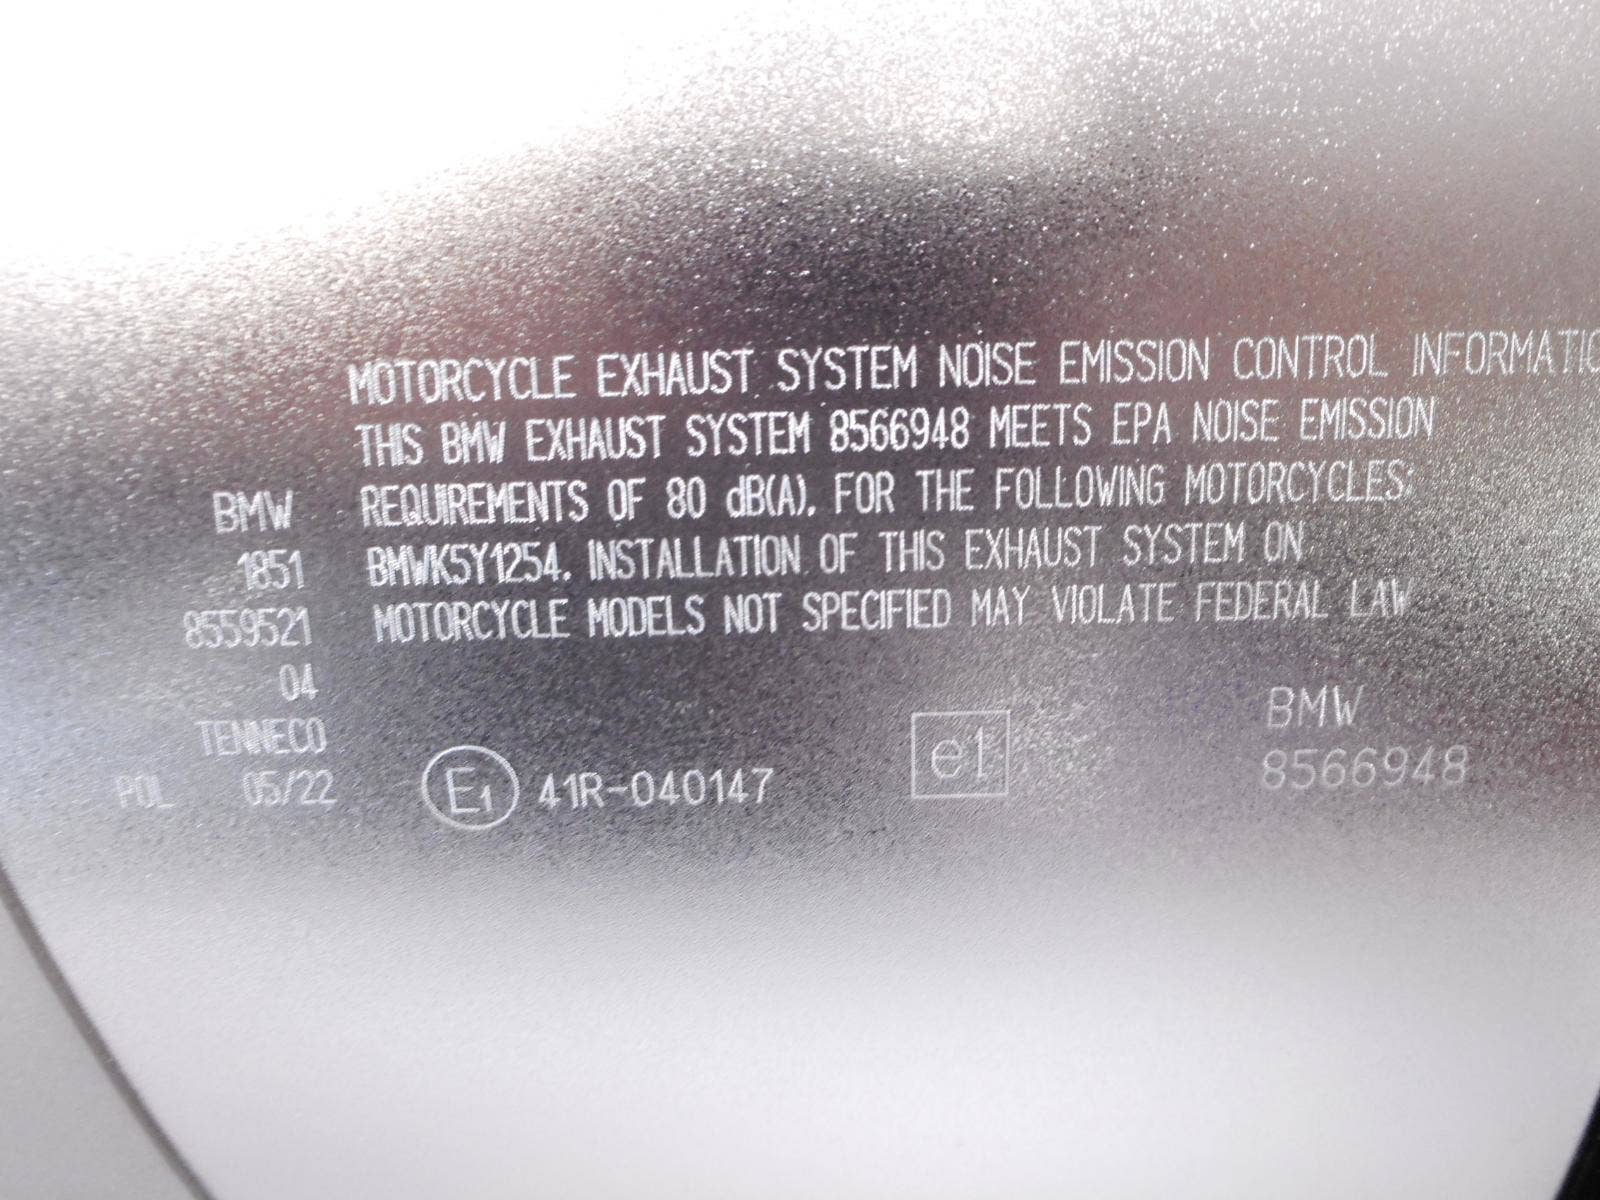 MOTORCYCLE EXHAUST SYSTEM NOISE EMISSION CONTROL INFORMATIO
THIS BMW EXHAUST SYSTEM 8566948 MEETS EPA NOISE EMISSION
REQUIREMENTS OF 80 dB(A). FOR THE FOLLOWING MOTORCYCLES:
BMWK5Y1254. INSTALLATION OF THIS EXHAUST SYSTEM ON
MOTORCYCLE MODELS NOT SPECIFIED MAY VIOLATE FEDERAL LAW
BMW
1851
8559521
04
TENNECO
POL 05/22
E1 41R-040147
e1
BMW
8566948